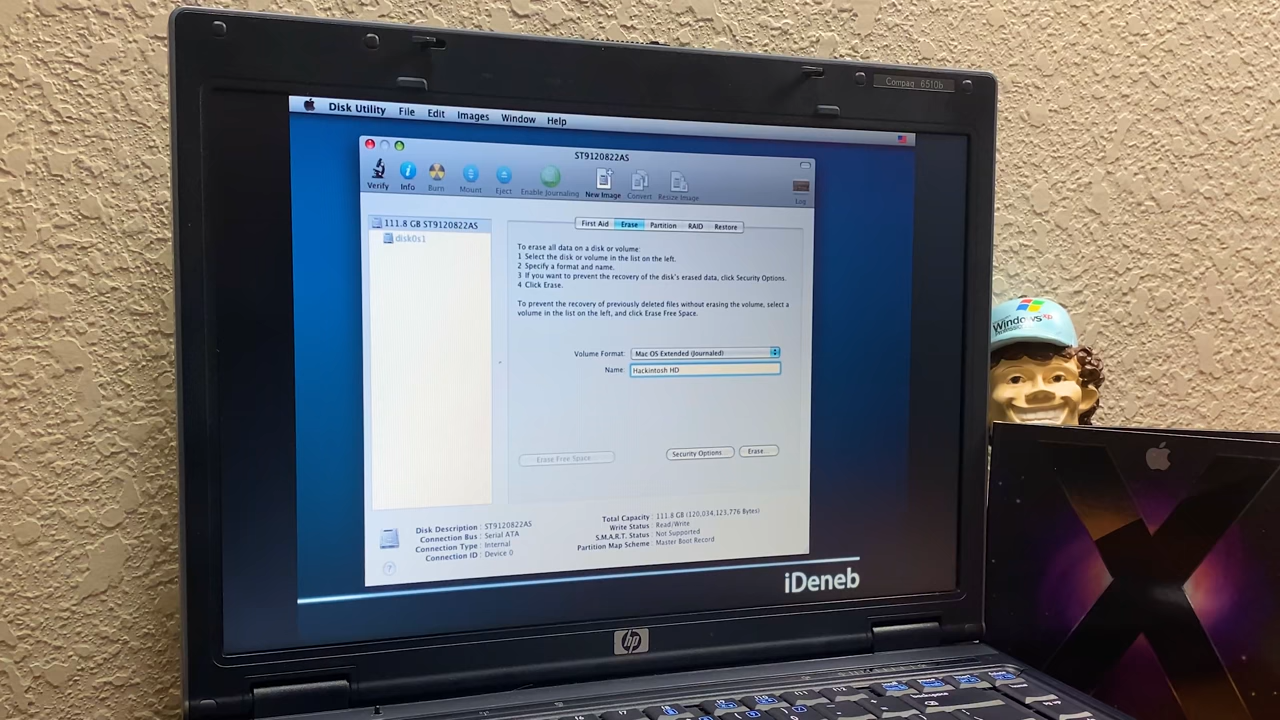 Compaq 6510b
Disk Utility File Edit Images Window Help
ST9120822AS
Verify Info Burn Mount Eject Enable Journaling New Image Convert Resize Image Log
111.8 GB ST9120822AS
disk0s1
First Aid Erase Partition RAID Restore
To erase all data on a disk or volume:
1 Select the disk or volume in the list on the left.
2 Specify a format and name.
3 If you want to prevent the recovery of the disk's erased data, click Security Options.
4 Click Erase.
To prevent the recovery of previously deleted files without erasing the volume, select a
volume in the list on the left, and click Erase Free Space.
Volume Format: Mac OS Extended (Journaled)
Name: Hackintosh HD
Erase Free Space... Security Options... Erase...
Disk Description : ST9120822AS
Connection Bus : Serial ATA
Connection Type : Internal
Connection ID : Device 0
Total Capacity : 111.8 GB (120,034,123,776 Bytes)
Write Status : Read/Write
S.M.A.R.T. Status : Not Supported
Partition Map Scheme : Master Boot Record
?
iDeneb
hp
Windows xp
X